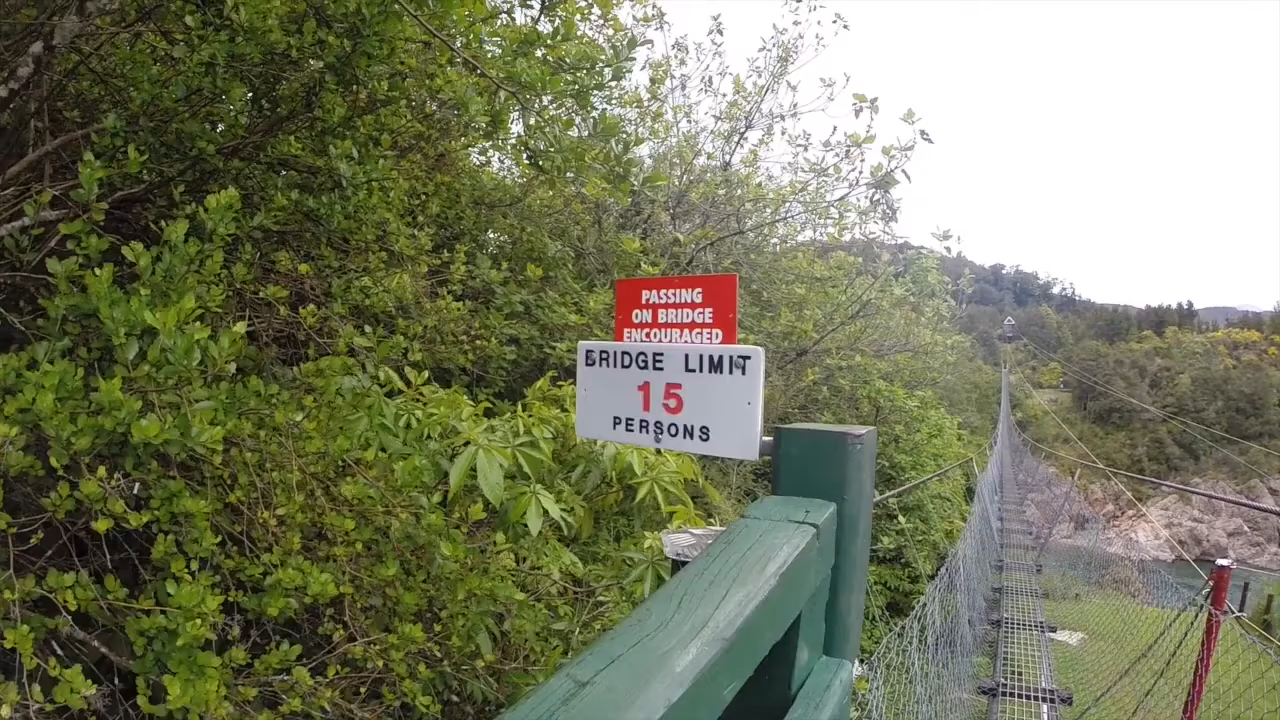 PASSING
ON BRIDGE
ENCOURAGED
BRIDGE LIMIT
15
PERSONS